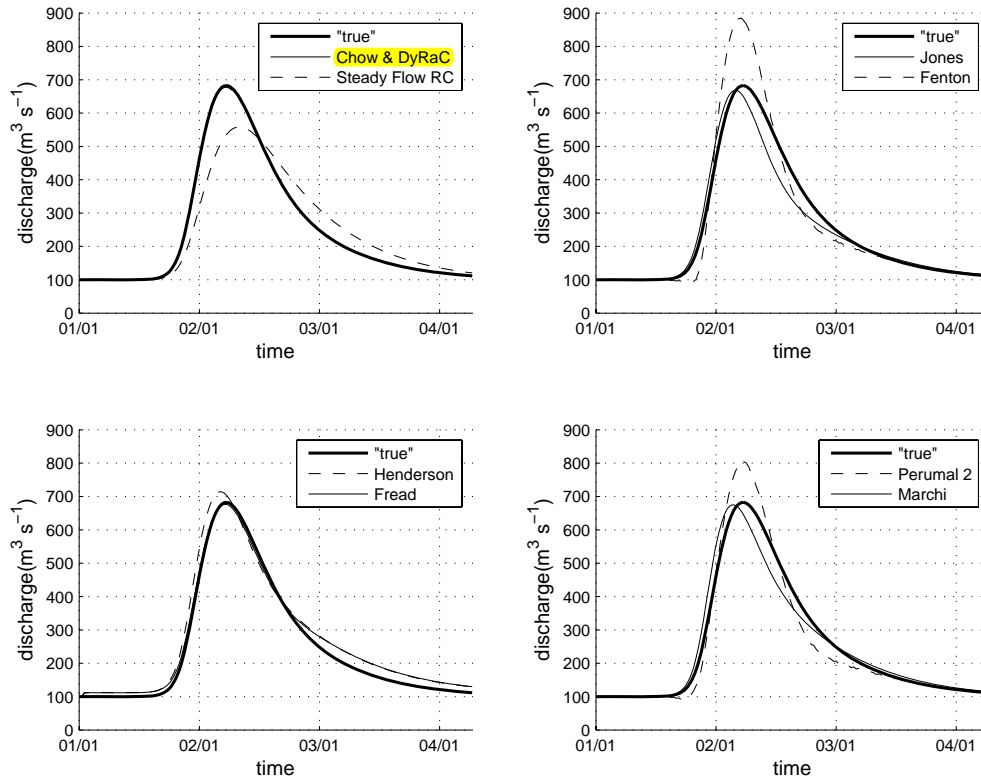 900
800
700
600
500
400
300
200
100
0
discharge(m³ s⁻¹)
"true"
Chow & DyRaC
Steady Flow RC
01/01 02/01 03/01 04/01
time
900
800
700
600
500
400
300
200
100
0
discharge(m³ s⁻¹)
"true"
Jones
Fenton
01/01 02/01 03/01 04/01
time
900
800
700
600
500
400
300
200
100
0
discharge(m³ s⁻¹)
"true"
Henderson
Fread
01/01 02/01 03/01 04/01
time
900
800
700
600
500
400
300
200
100
0
discharge(m³ s⁻¹)
"true"
Perumal 2
Marchi
01/01 02/01 03/01 04/01
time